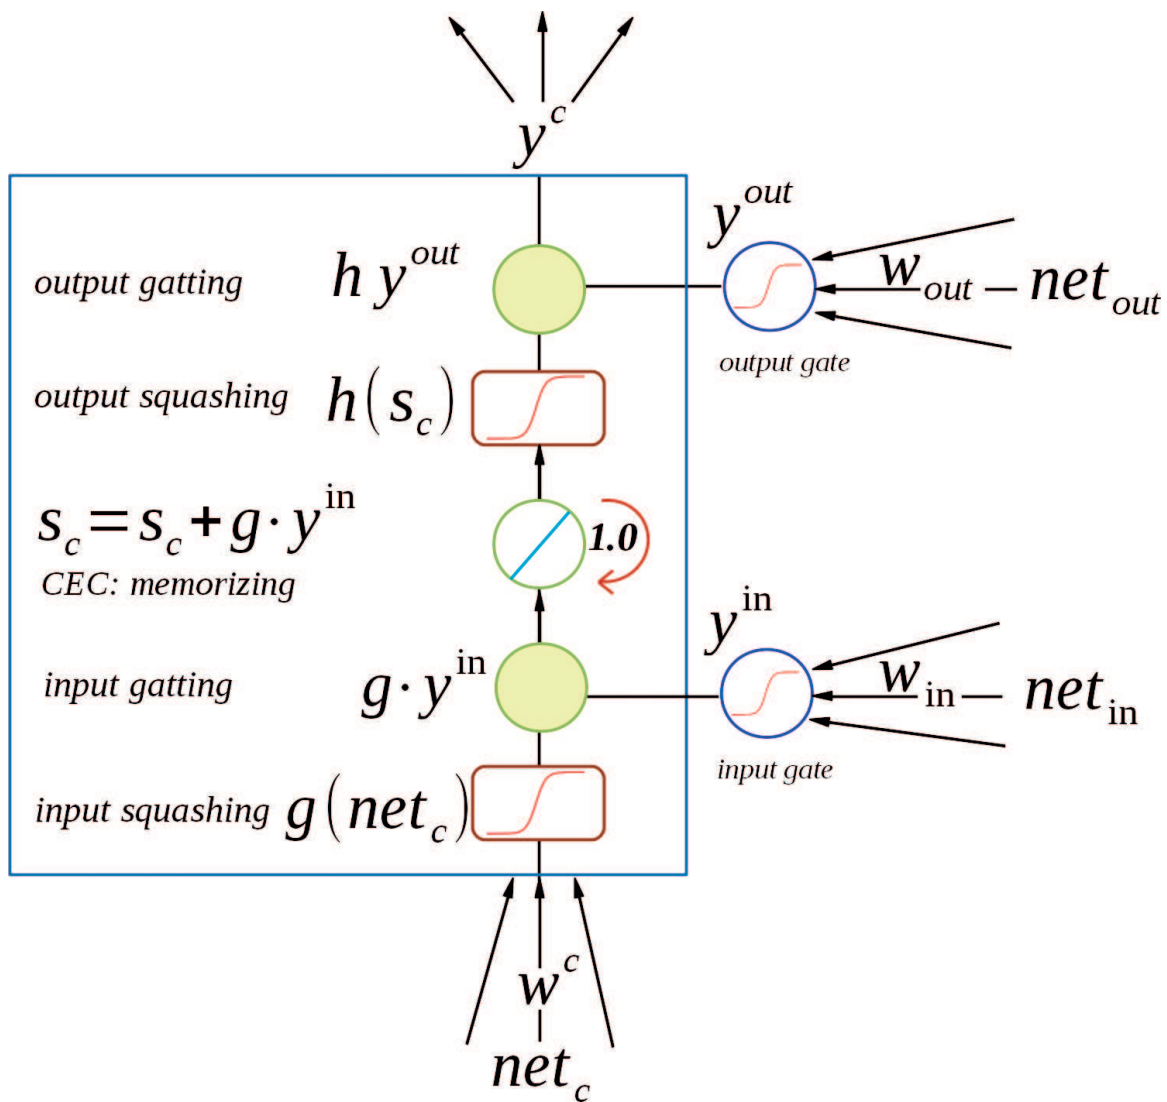 y^c
output gatting h y^out
y^out
w_out net_out
output gate
output squashing h(s_c)
s_c = s_c + g · y^in
1.0
CEC: memorizing
input gatting g · y^in
y^in
w_in net_in
input gate
input squashing g(net_c)
w^c
net_c